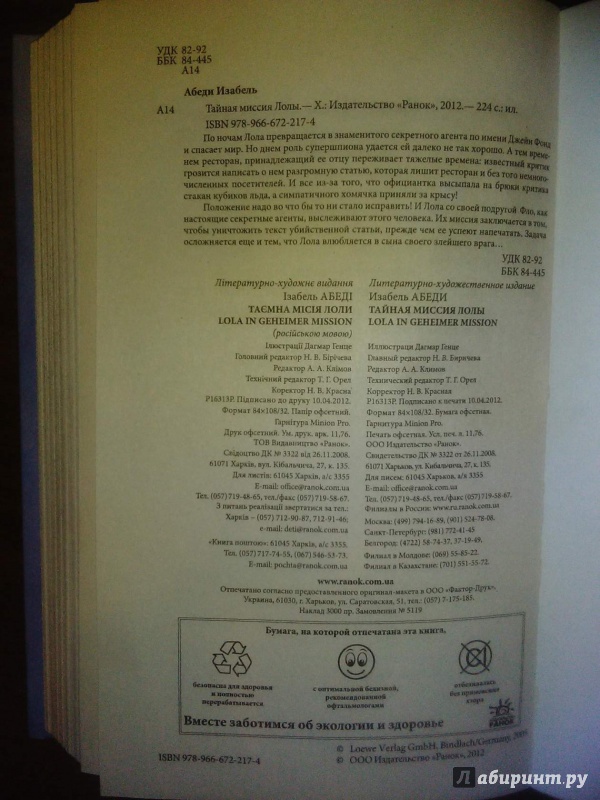 УДК 82-92
ББК 84-445
А14
Абеди Изабель
А14 Тайная миссия Лолы.— Х.: Издательство «Ранок», 2012.— 224 с.: ил.
ISBN 978-966-672-217-4
По ночам Лола превращается в знаменитого секретного агента по имени Джейн Фонд
и спасает мир. Но днем роль супершпиона удается ей далеко не так хорошо. А тем време-
нем ресторан, принадлежащий ее отцу переживает тяжелые времена: известный критик
грозится написать о нем разгромную статью, которая лишит ресторан и без того немного-
численных посетителей. И все из-за того, что официантка высыпала на брюки критика
стакан кубиков льда, а симпатичного хомячка приняли за крысу!
Положение надо во что бы то ни стало исправить! И Лола со своей подругой Фло, как
настоящие секретные агенты, выслеживают этого человека. Их миссия заключается в том,
чтобы уничтожить текст убийственной статьи, прежде чем ее успеют напечатать. Задача
осложняется еще и тем, что Лола влюбляется в сына своего злейшего врага...
УДК 82-92
ББК 84-445
Літературно-художнє видання
Ізабель АБЕДІ
ТАЄМНА МІСІЯ ЛОЛИ
LOLA IN GEHEIMER MISSION
(російською мовою)
Ілюстрації Дагмар Генце
Головний редактор Н. В. Бірічева
Редактор А. А. Клімов
Технічний редактор Т. Г. Орел
Коректор Н. В. Красна
Р16313Р. Підписано до друку 10.04.2012.
Формат 84×108/32. Папір офсетний.
Гарнітура Minion Pro.
Друк офсетний. Ум. друк. арк. 11,76.
ТОВ Видавництво «Ранок».
Свідоцтво ДК № 3322 від 26.11.2008.
61071 Харків, вул. Кибальчича, 27, к. 135.
Для листів: 61045 Харків, а/с 3355.
E-mail: office@ranok.com.ua
Тел. (057) 719-48-65, тел./факс (057) 719-58-67.
З питань реалізації звертатися за тел.:
Харків – (057) 712-90-87, 712-91-46;
e-mail: deti@ranok.com.ua
«Книга поштою»: 61045 Харків, а/с 3355.
Тел. (057) 717-74-55, (067) 546-53-73.
E-mail: pochta@ranok.com.ua
Литературно-художественное издание
Изабель АБЕДИ
ТАЙНАЯ МИССИЯ ЛОЛЫ
LOLA IN GEHEIMER MISSION
Иллюстрации Дагмар Генце
Главный редактор Н. В. Биричева
Редактор А. А. Климов
Технический редактор Т. Г. Орел
Корректор Н. В. Красная
Р16313Р. Подписано к печати 10.04.2012.
Формат 84×108/32. Бумага офсетная.
Гарнитура Minion Pro.
Печать офсетная. Усл. печ. л. 11,76.
ООО Издательство «Ранок».
Свидетельство ДК № 3322 от 26.11.2008.
61071 Харьков, ул. Кибальчича, 27, к. 135.
Для писем: 61045 Харьков, а/с 3355.
E-mail: office@ranok.com.ua
Тел. (057) 719-48-65, тел./факс (057) 719-58-67.
Филиалы в России: www.ru.ranok.com.ua
Москва: (499) 794-16-89, (901) 524-78-08.
Санкт-Петербург: (981) 772-41-45
Белгород: (4722) 58-74-37, 37-19-49.
Филиал в Молдове: (069) 55-85-22.
Филиал в Казахстане: (701) 551-55-72.
www.ranok.com.ua
Отпечатано согласно предоставленного оригинал-макета в ООО «Фактор-Друк».
Украина, 61030, г. Харьков, ул. Саратовская, 51, тел.: (057) 7-175-185.
Наклад 3000 пр. Замовлення № 5119
Бумага, на которой отпечатана эта книга,
безопасна для здоровья
и полностью
перерабатывается,
с оптимальной белизной,
рекомендованной
офтальмологами
отбеливалась
без применения
хлора
Вместе заботимся об экологии и здоровье
РАНОК
© Loewe Verlag GmbH, Bindlach/Germany,
© ООО Издательство «Ранок», 2012
ISBN 978-966-672-217-4
Лабиринт.ру